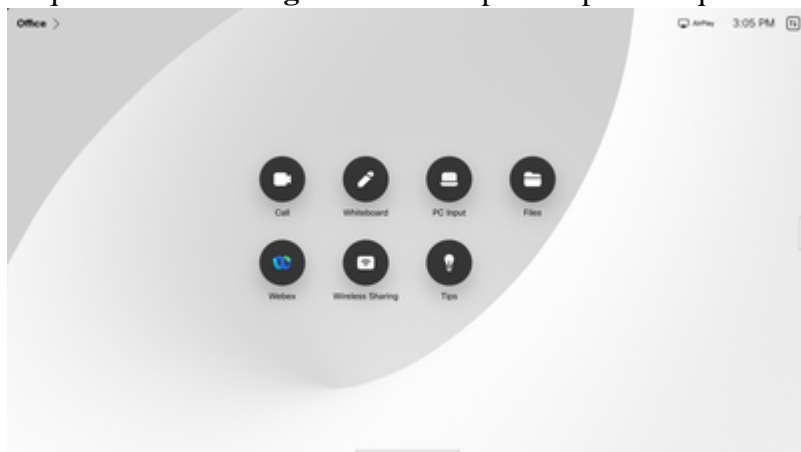 Office >
AirPlay 3:05 PM
Call Whiteboard PC Input Files
Webex Wireless Sharing Tips